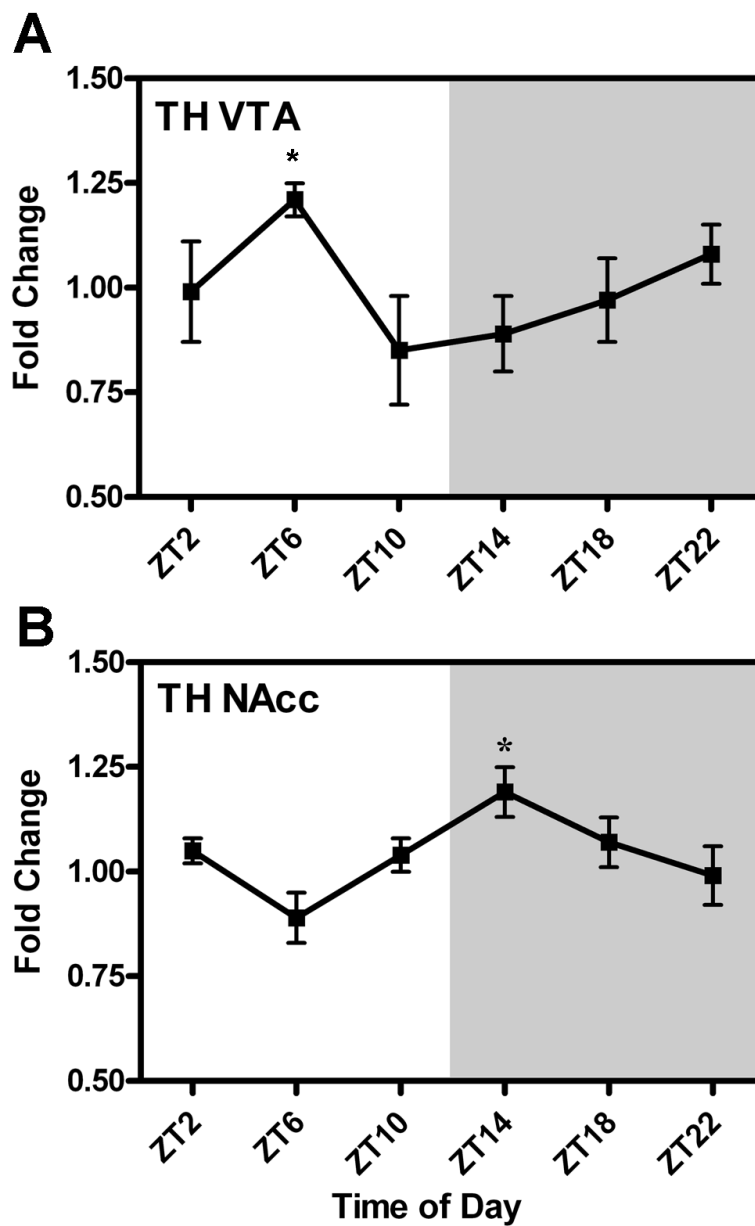 A
1.50
TH VTA
*
1.25
1.00
0.75
0.50
Fold Change
ZT2 ZT6 ZT10 ZT14 ZT18 ZT22
B
1.50
TH NAcc
*
1.25
1.00
0.75
0.50
Fold Change
ZT2 ZT6 ZT10 ZT14 ZT18 ZT22
Time of Day